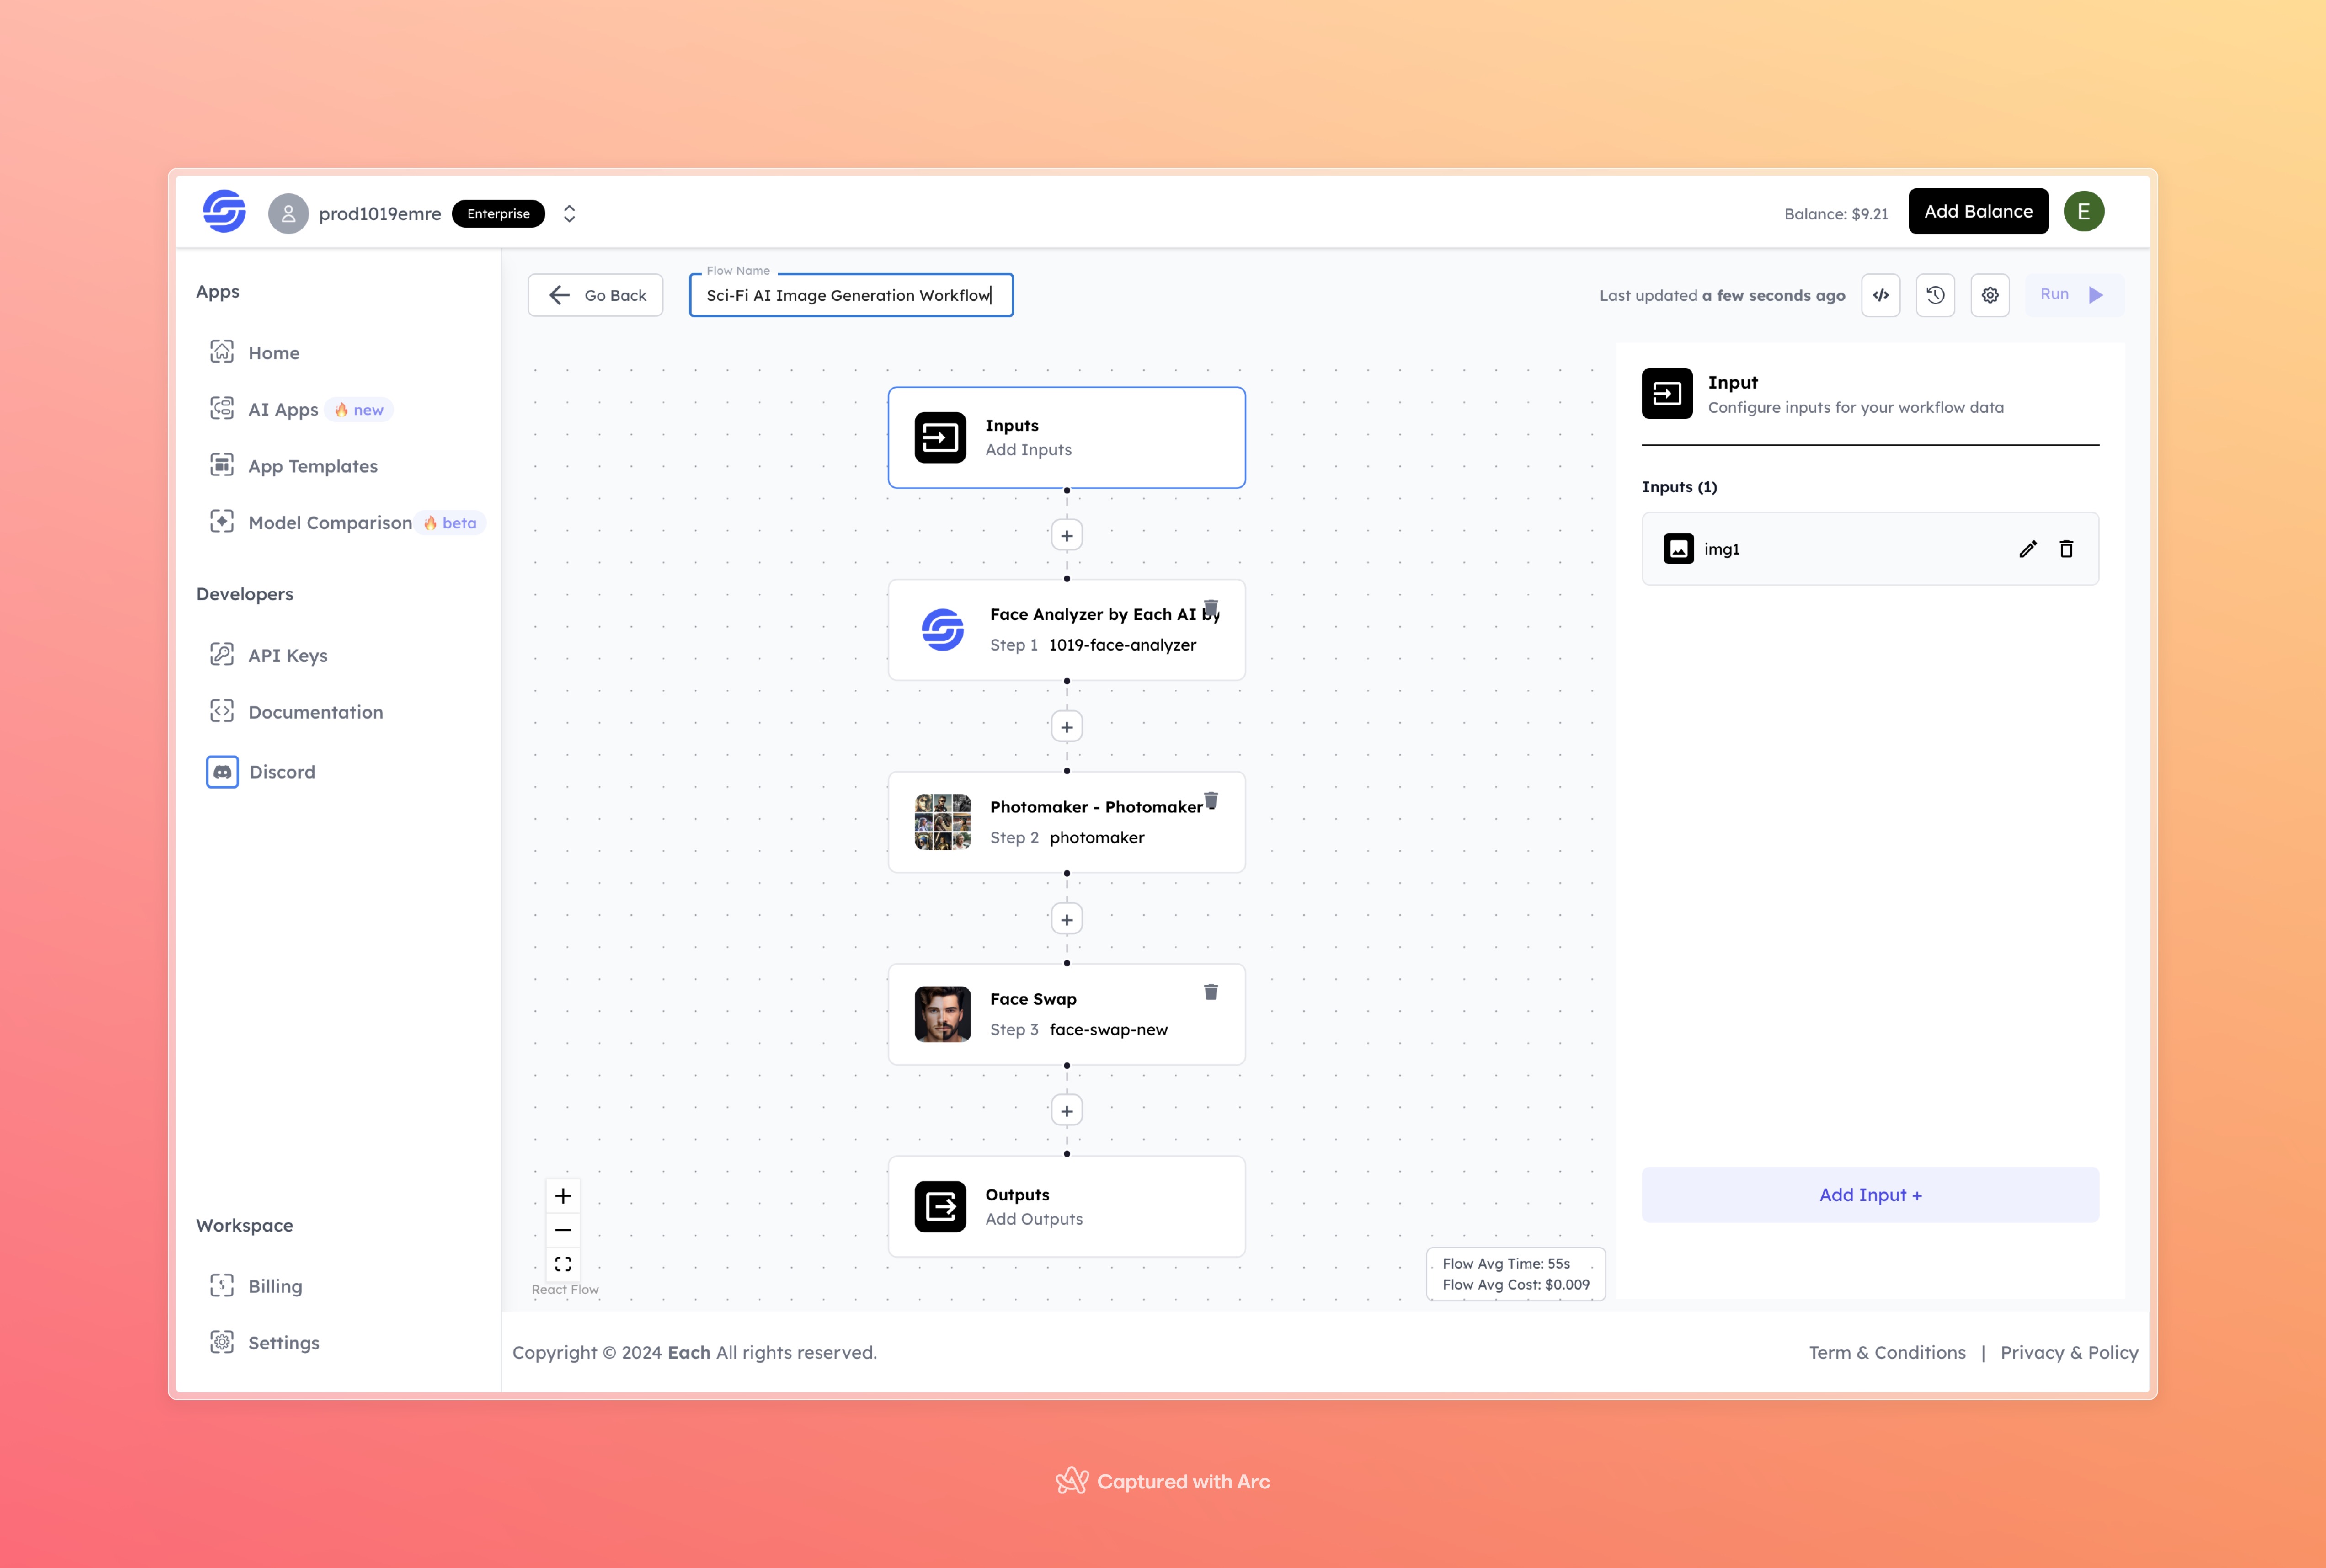 prod1019emre Enterprise
Balance: $9.21
Add Balance
E
Apps
Home
AI Apps 🔥 new
App Templates
Model Comparison 🔥 beta
Developers
API Keys
Documentation
Discord
Workspace
Billing
Settings
Go Back
Flow Name
Sci-Fi AI Image Generation Workflow
Last updated a few seconds ago
Run
Inputs
Add Inputs
Face Analyzer by Each AI by
Step 1 1019-face-analyzer
Photomaker - Photomaker
Step 2 photomaker
Face Swap
Step 3 face-swap-new
Outputs
Add Outputs
React Flow
Flow Avg Time: 55s
Flow Avg Cost: $0.009
Input
Configure inputs for your workflow data
Inputs (1)
img1
Add Input +
Copyright © 2024 Each All rights reserved.
Term & Conditions | Privacy & Policy
Captured with Arc